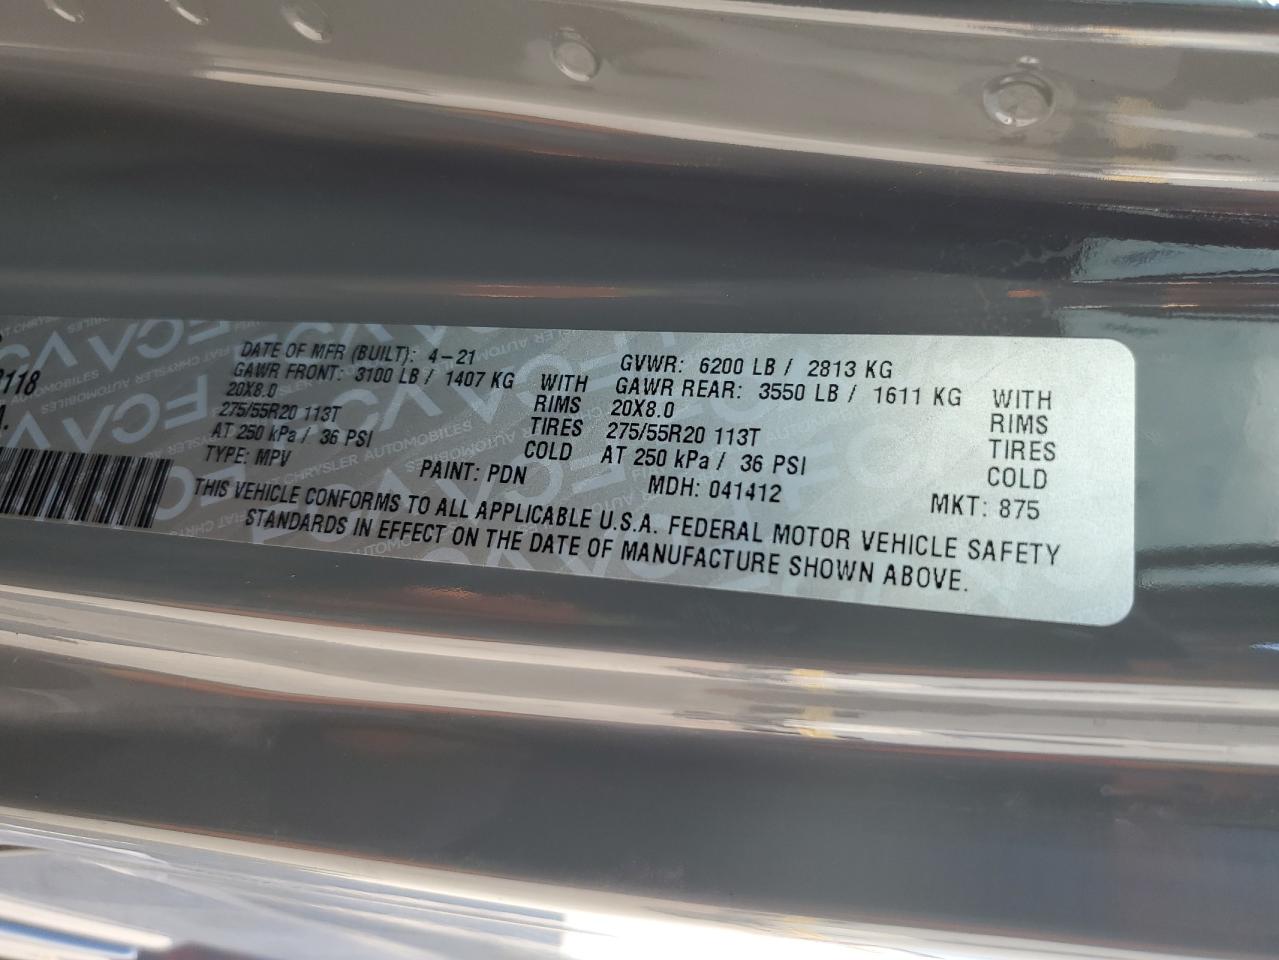 DATE OF MFR (BUILT): 4-21 GVWR: 6200 LB / 2813 KG
118 GAWR FRONT: 3100 LB / 1407 KG WITH GAWR REAR: 3550 LB / 1611 KG WITH
20X8.0 RIMS 20X8.0 RIMS
275/55R20 113T TIRES 275/55R20 113T TIRES
AT 250 kPa / 36 PSI COLD AT 250 kPa / 36 PSI COLD
TYPE: MPV PAINT: PDN MDH: 041412 MKT: 875
THIS VEHICLE CONFORMS TO ALL APPLICABLE U.S.A. FEDERAL MOTOR VEHICLE SAFETY
STANDARDS IN EFFECT ON THE DATE OF MANUFACTURE SHOWN ABOVE.